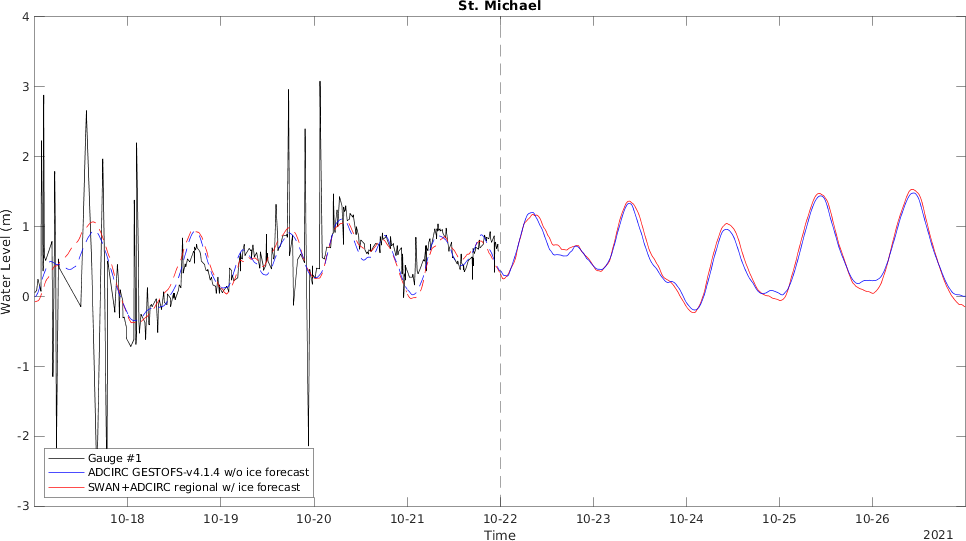 St. Michael
4
3
2
1
0
-1
-2
-3
Water Level (m)
Gauge #1
ADCIRC GESTOFS-v4.1.4 w/o ice forecast
SWAN+ADCIRC regional w/ ice forecast
10-18 10-19 10-20 10-21 10-22 10-23 10-24 10-25 10-26
Time
2021